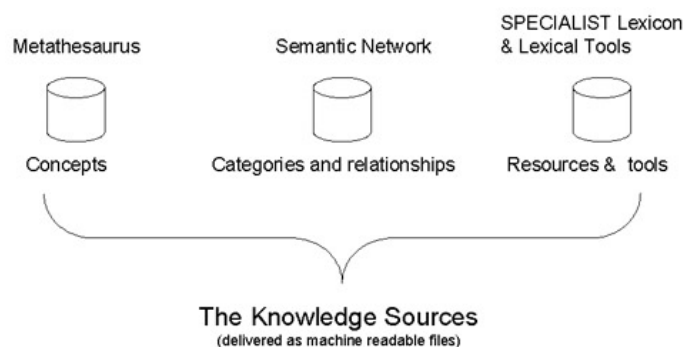 Metathesaurus
Semantic Network
SPECIALIST Lexicon
& Lexical Tools
Concepts
Categories and relationships
Resources & tools
The Knowledge Sources
(delivered as machine readable files)